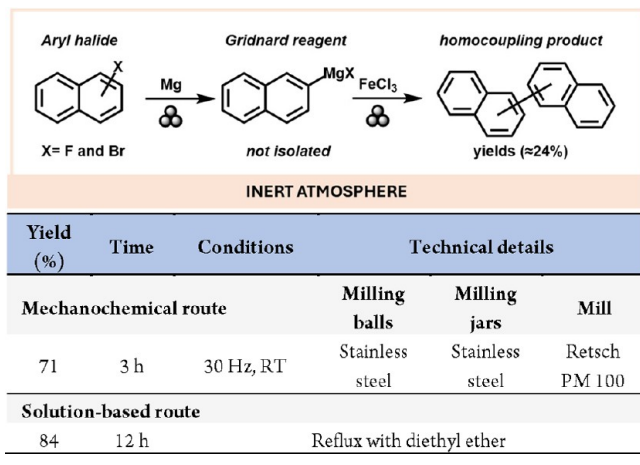 Aryl halide Gridnard reagent homocoupling product
X Mg MgX FeCl₃
X= F and Br not isolated yields (≈24%)
INERT ATMOSPHERE
Yield (%) Time Conditions Technical details
Mechanochemical route Milling balls Milling jars Mill
71 3 h 30 Hz, RT Stainless steel Stainless steel Retsch PM 100
Solution-based route
84 12 h Reflux with diethyl ether